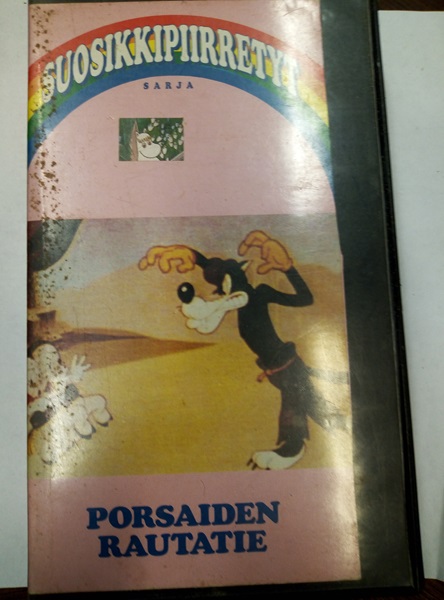 SUOSIKKIPIIRRETYT
SARJA
PORSAIDEN
RAUTATIE